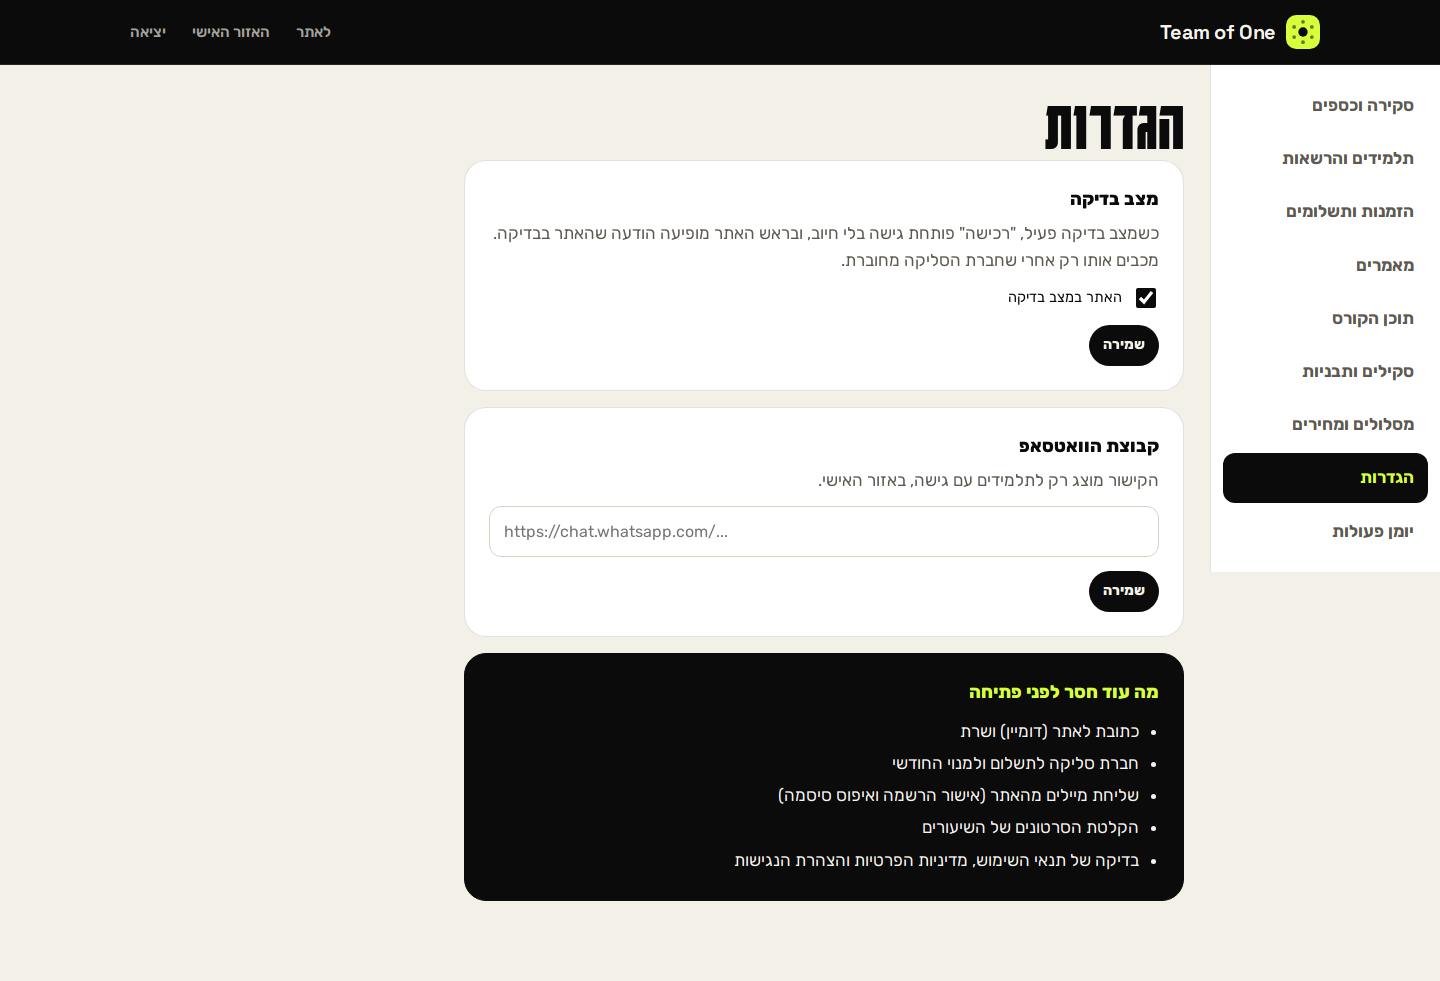 Team of One
לאתר
האזור האישי
יציאה
סקירה וכספים
תלמידים והרשאות
הזמנות ותשלומים
מאמרים
תוכן הקורס
סקילים ותבניות
מסלולים ומחירים
הגדרות
יומן פעולות
הגדרות
מצב בדיקה
כשמצב בדיקה פעיל, "רכישה" פותחת גישה בלי חיוב, ובראש האתר מופיעה הודעה שהאתר בבדיקה.
מכבים אותו רק אחרי שחברת הסליקה מחוברת.
האתר במצב בדיקה
שמירה
קבוצת הוואטסאפ
הקישור מוצג רק לתלמידים עם גישה, באזור האישי.
https://chat.whatsapp.com/...
שמירה
מה עוד חסר לפני פתיחה
• כתובת לאתר (דומיין) ושרת
• חברת סליקה לתשלום ולמנוי החודשי
• שליחת מיילים מהאתר (אישור הרשמה ואיפוס סיסמה)
• הקלטת הסרטונים של השיעורים
• בדיקה של תנאי השימוש, מדיניות הפרטיות והצהרת הנגישות